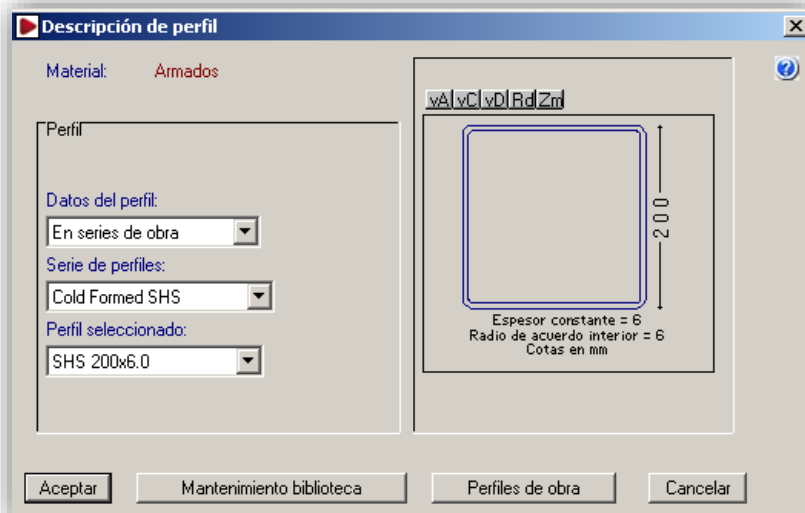 Descripción de perfil
Material: Armados
Perfil
Datos del perfil:
En series de obra
Serie de perfiles:
Cold Formed SHS
Perfil seleccionado:
SHS 200x6.0
vA vC vD Rd Zm
200
Espesor constante = 6
Radio de acuerdo interior = 6
Cotas en mm
Aceptar Mantenimiento biblioteca Perfiles de obra Cancelar